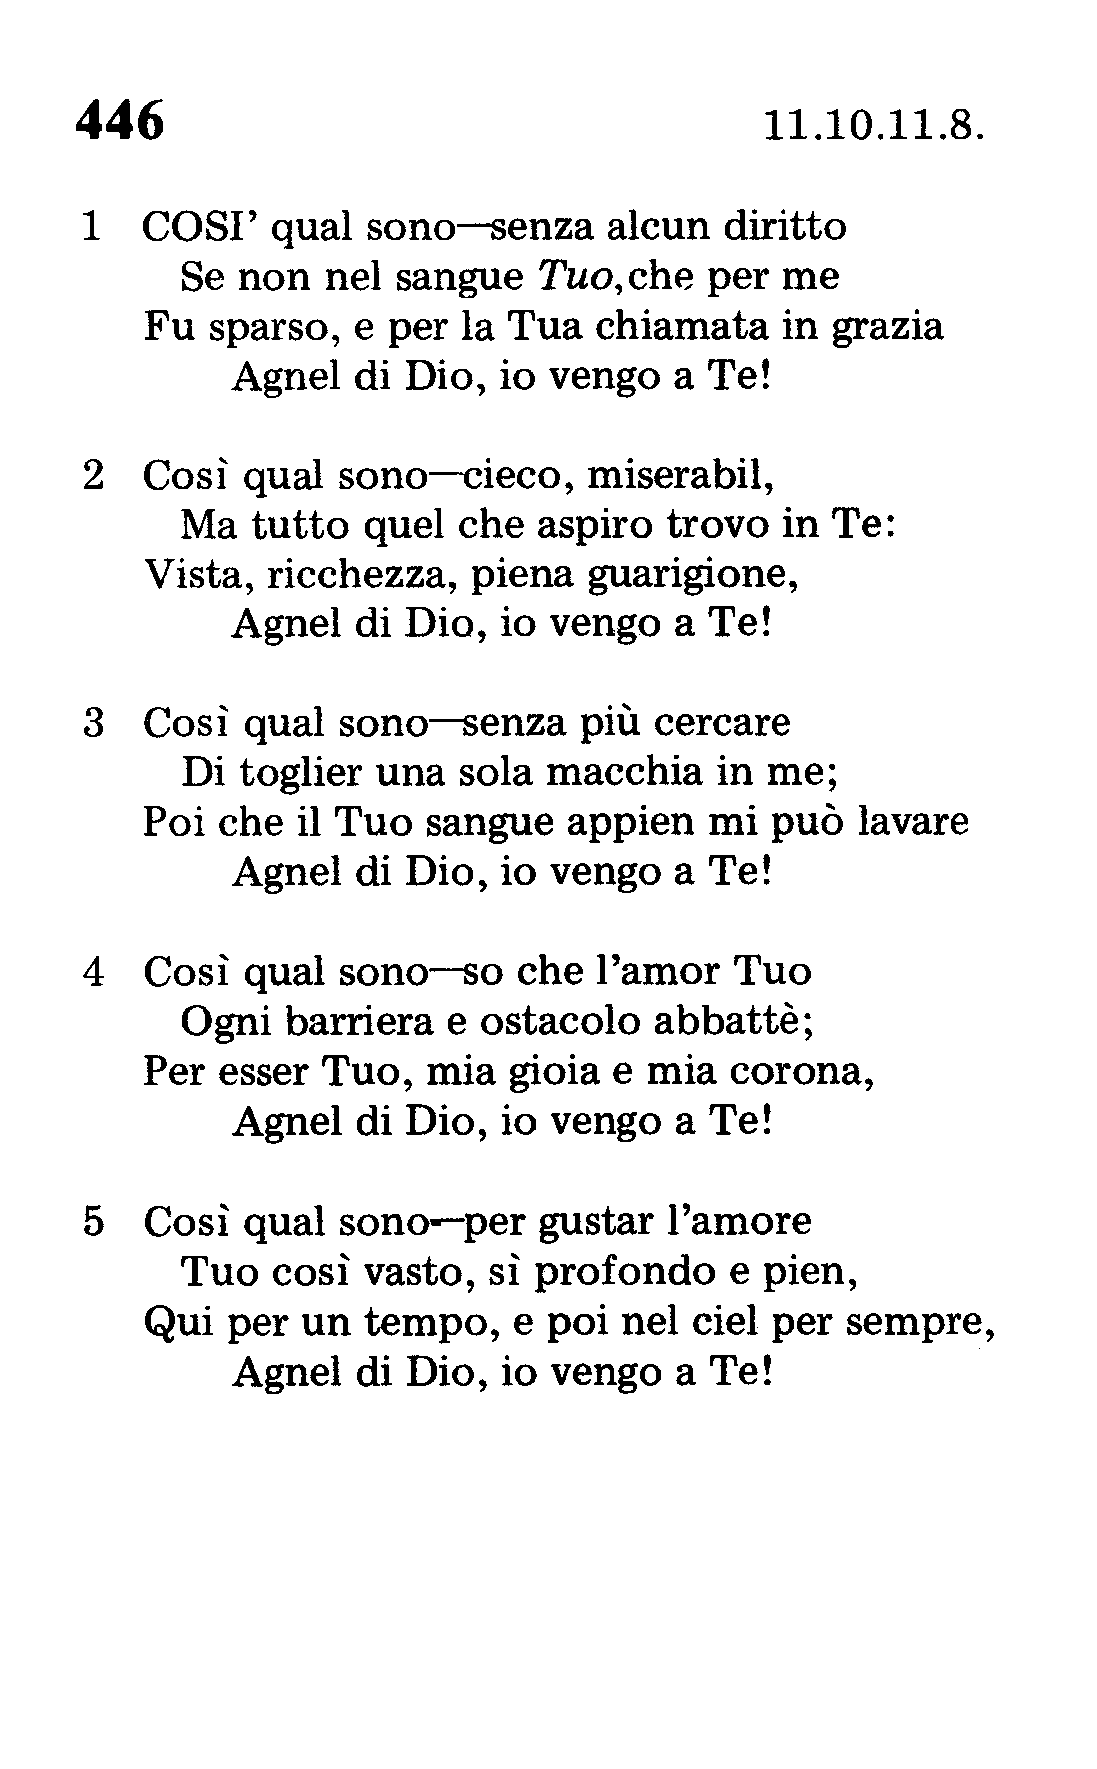 446 11.10.11.8.
1 COSI’ qual sono—senza alcun diritto
Se non nel sangue Tuo, che per me
Fu sparso, e per la Tua chiamata in grazia
Agnel di Dio, io vengo a Te!
2 Così qual sono—cieco, miserabil,
Ma tutto quel che aspiro trovo in Te:
Vista, ricchezza, piena guarigione,
Agnel di Dio, io vengo a Te!
3 Così qual sono—senza più cercare
Di toglier una sola macchia in me;
Poi che il Tuo sangue appien mi può lavare
Agnel di Dio, io vengo a Te!
4 Così qual sono—so che l’amor Tuo
Ogni barriera e ostacolo abbattè;
Per esser Tuo, mia gioia e mia corona,
Agnel di Dio, io vengo a Te!
5 Così qual sono—per gustar l’amore
Tuo così vasto, sì profondo e pien,
Qui per un tempo, e poi nel ciel per sempre,
Agnel di Dio, io vengo a Te!